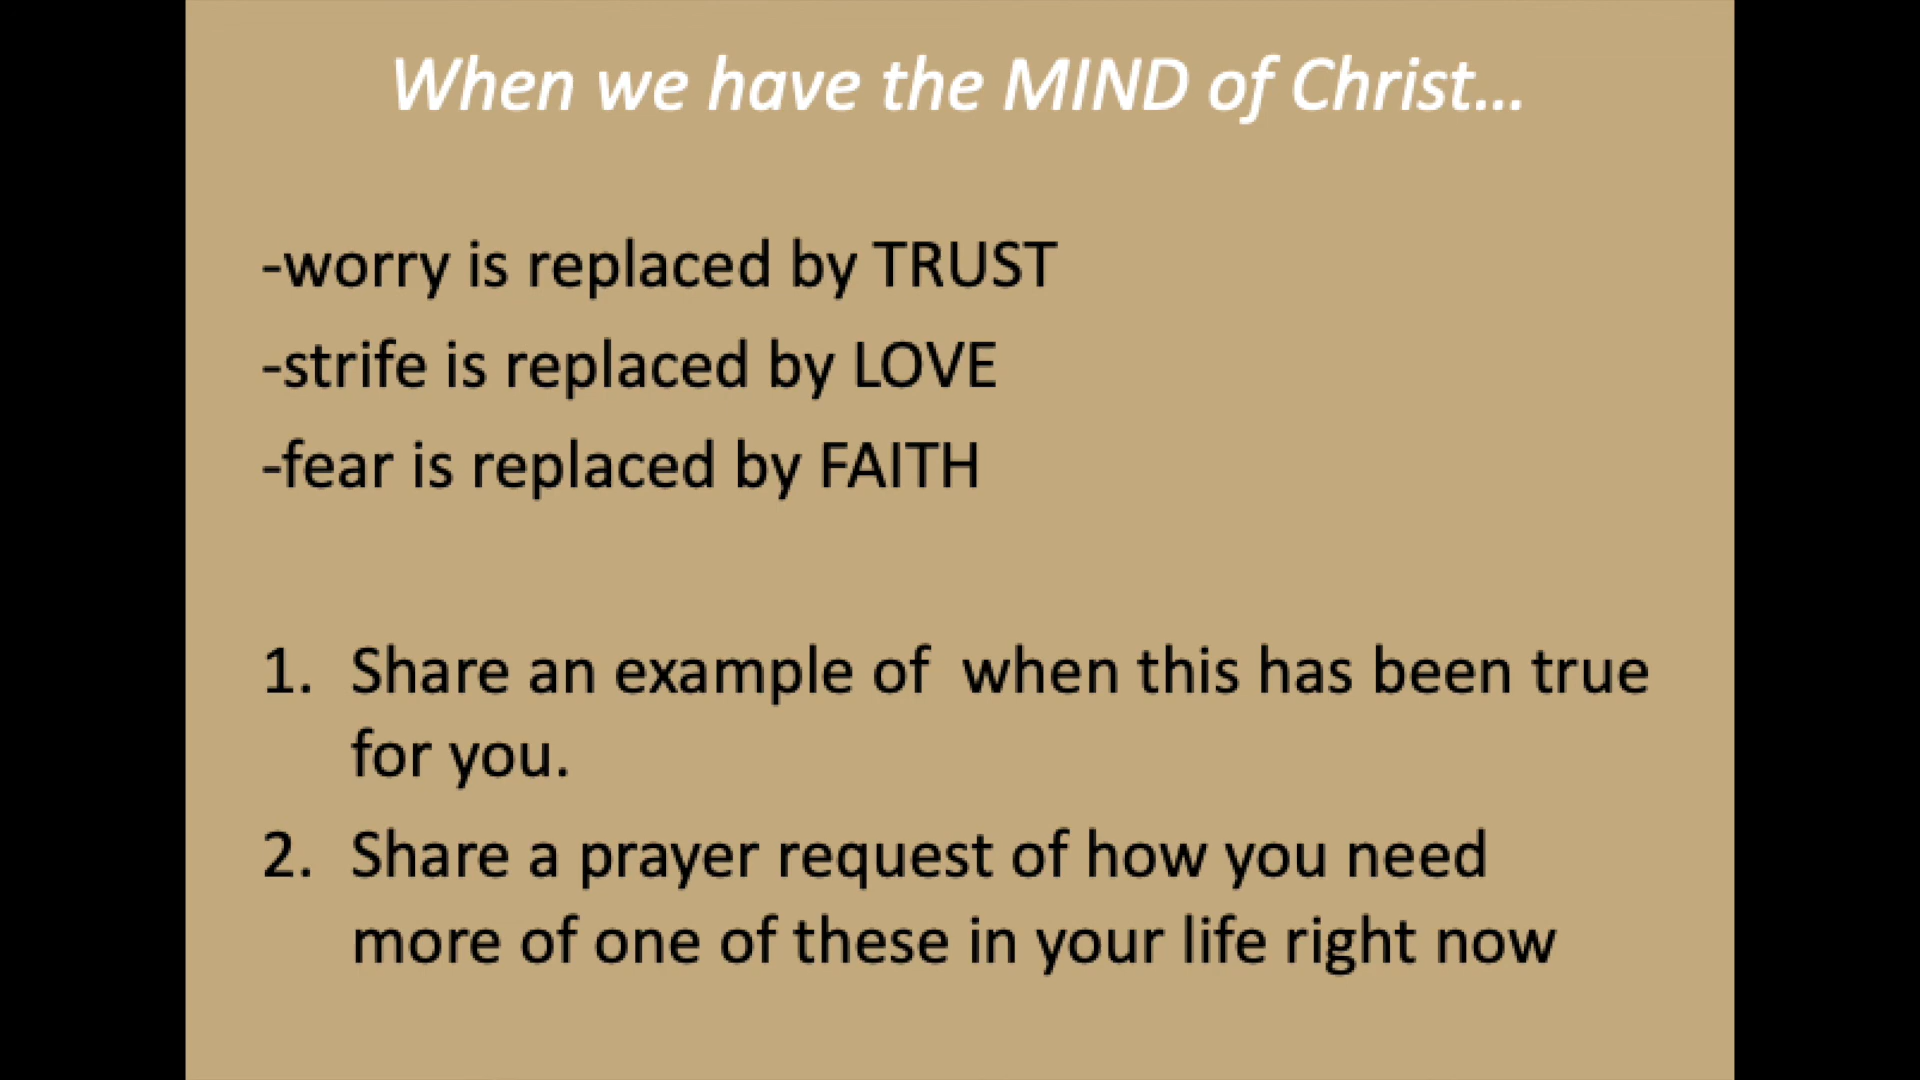 When we have the MIND of Christ...
-worry is replaced by TRUST
-strife is replaced by LOVE
-fear is replaced by FAITH
1. Share an example of  when this has been true
for you.
2. Share a prayer request of how you need
more of one of these in your life right now